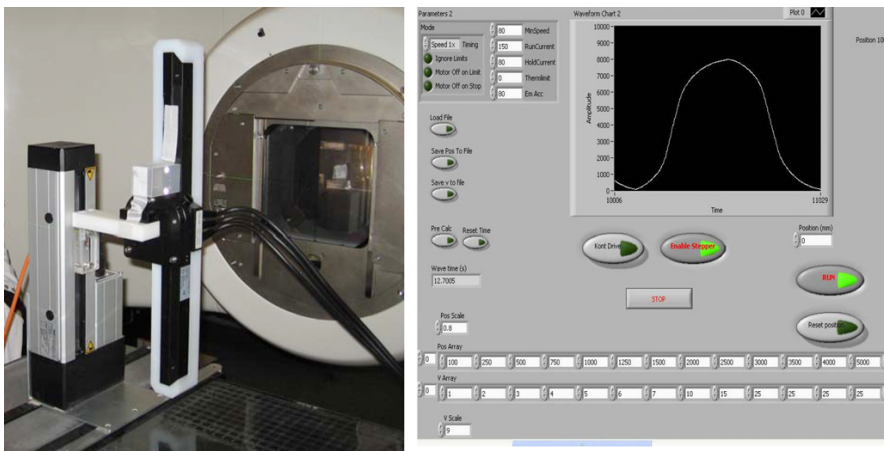 Parameters 2
Mode
Speed 1x Timing
Ignore Limits
Motor Off on Limit
Motor Off on Stop
80 MinSpeed
150 RunCurrent
80 HoldCurrent
0 Thermlimit
80 Em Acc
Load File
Save Pos To File
Save v to file
Pre Calc Reset Time
Wave time (s)
12.7005
Pos Scale
0.8
Waveform Chart 2 Plot 0
Amplitude
10000
9000
8000
7000
6000
5000
4000
3000
2000
1000
0
10006 11029
Time
Position 100
Kont Drive Enable Stepper
Position (mm)
0
RUN
STOP
Reset position
Pos Array
0 100 250 500 750 1000 1250 1500 2000 2500 3000 3500 4000 5000
V Array
0 1 2 3 4 5 6 7 10 15 25 25 25 25
V Scale
9